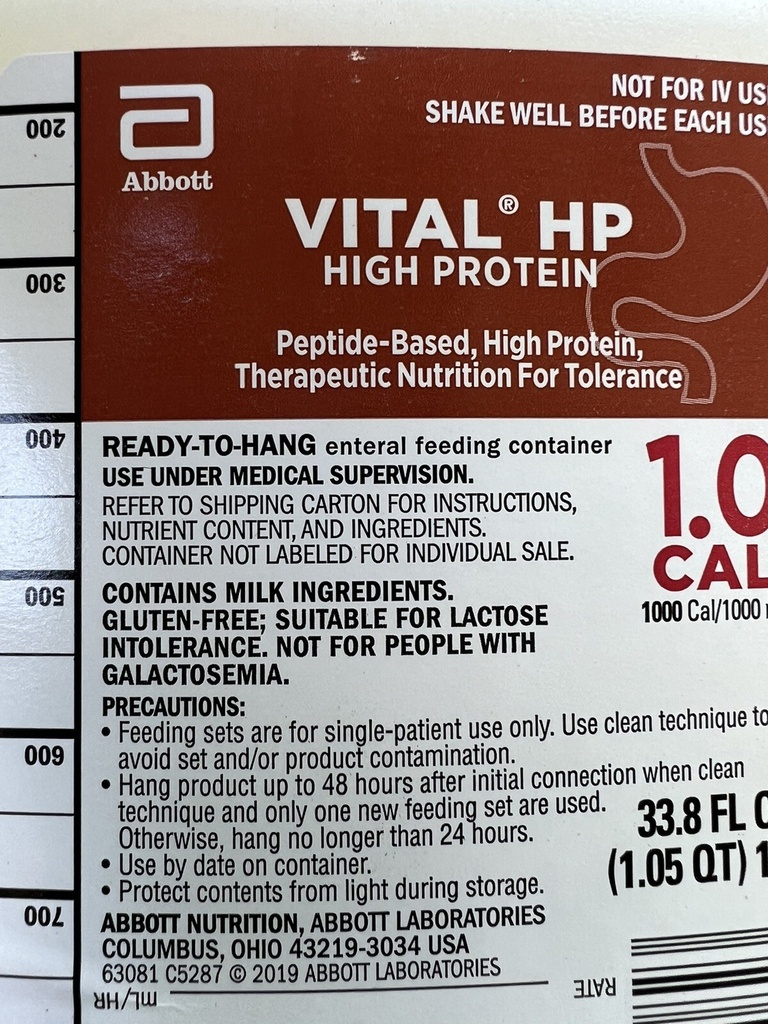 NOT FOR IV US
SHAKE WELL BEFORE EACH US
Abbott
VITAL® HP
HIGH PROTEIN
Peptide-Based, High Protein,
Therapeutic Nutrition For Tolerance
READY-TO-HANG enteral feeding container
USE UNDER MEDICAL SUPERVISION.
REFER TO SHIPPING CARTON FOR INSTRUCTIONS,
NUTRIENT CONTENT, AND INGREDIENTS.
CONTAINER NOT LABELED FOR INDIVIDUAL SALE.
1.0
CAL
1000 Cal/1000
CONTAINS MILK INGREDIENTS.
GLUTEN-FREE; SUITABLE FOR LACTOSE
INTOLERANCE. NOT FOR PEOPLE WITH
GALACTOSEMIA.
PRECAUTIONS:
• Feeding sets are for single-patient use only. Use clean technique to
avoid set and/or product contamination.
• Hang product up to 48 hours after initial connection when clean
technique and only one new feeding set are used.
Otherwise, hang no longer than 24 hours.
• Use by date on container.
• Protect contents from light during storage.
33.8 FL O
(1.05 QT) 1
ABBOTT NUTRITION, ABBOTT LABORATORIES
COLUMBUS, OHIO 43219-3034 USA
63081 C5287 © 2019 ABBOTT LABORATORIES
200
300
400
500
600
700
RATE
mL/HR